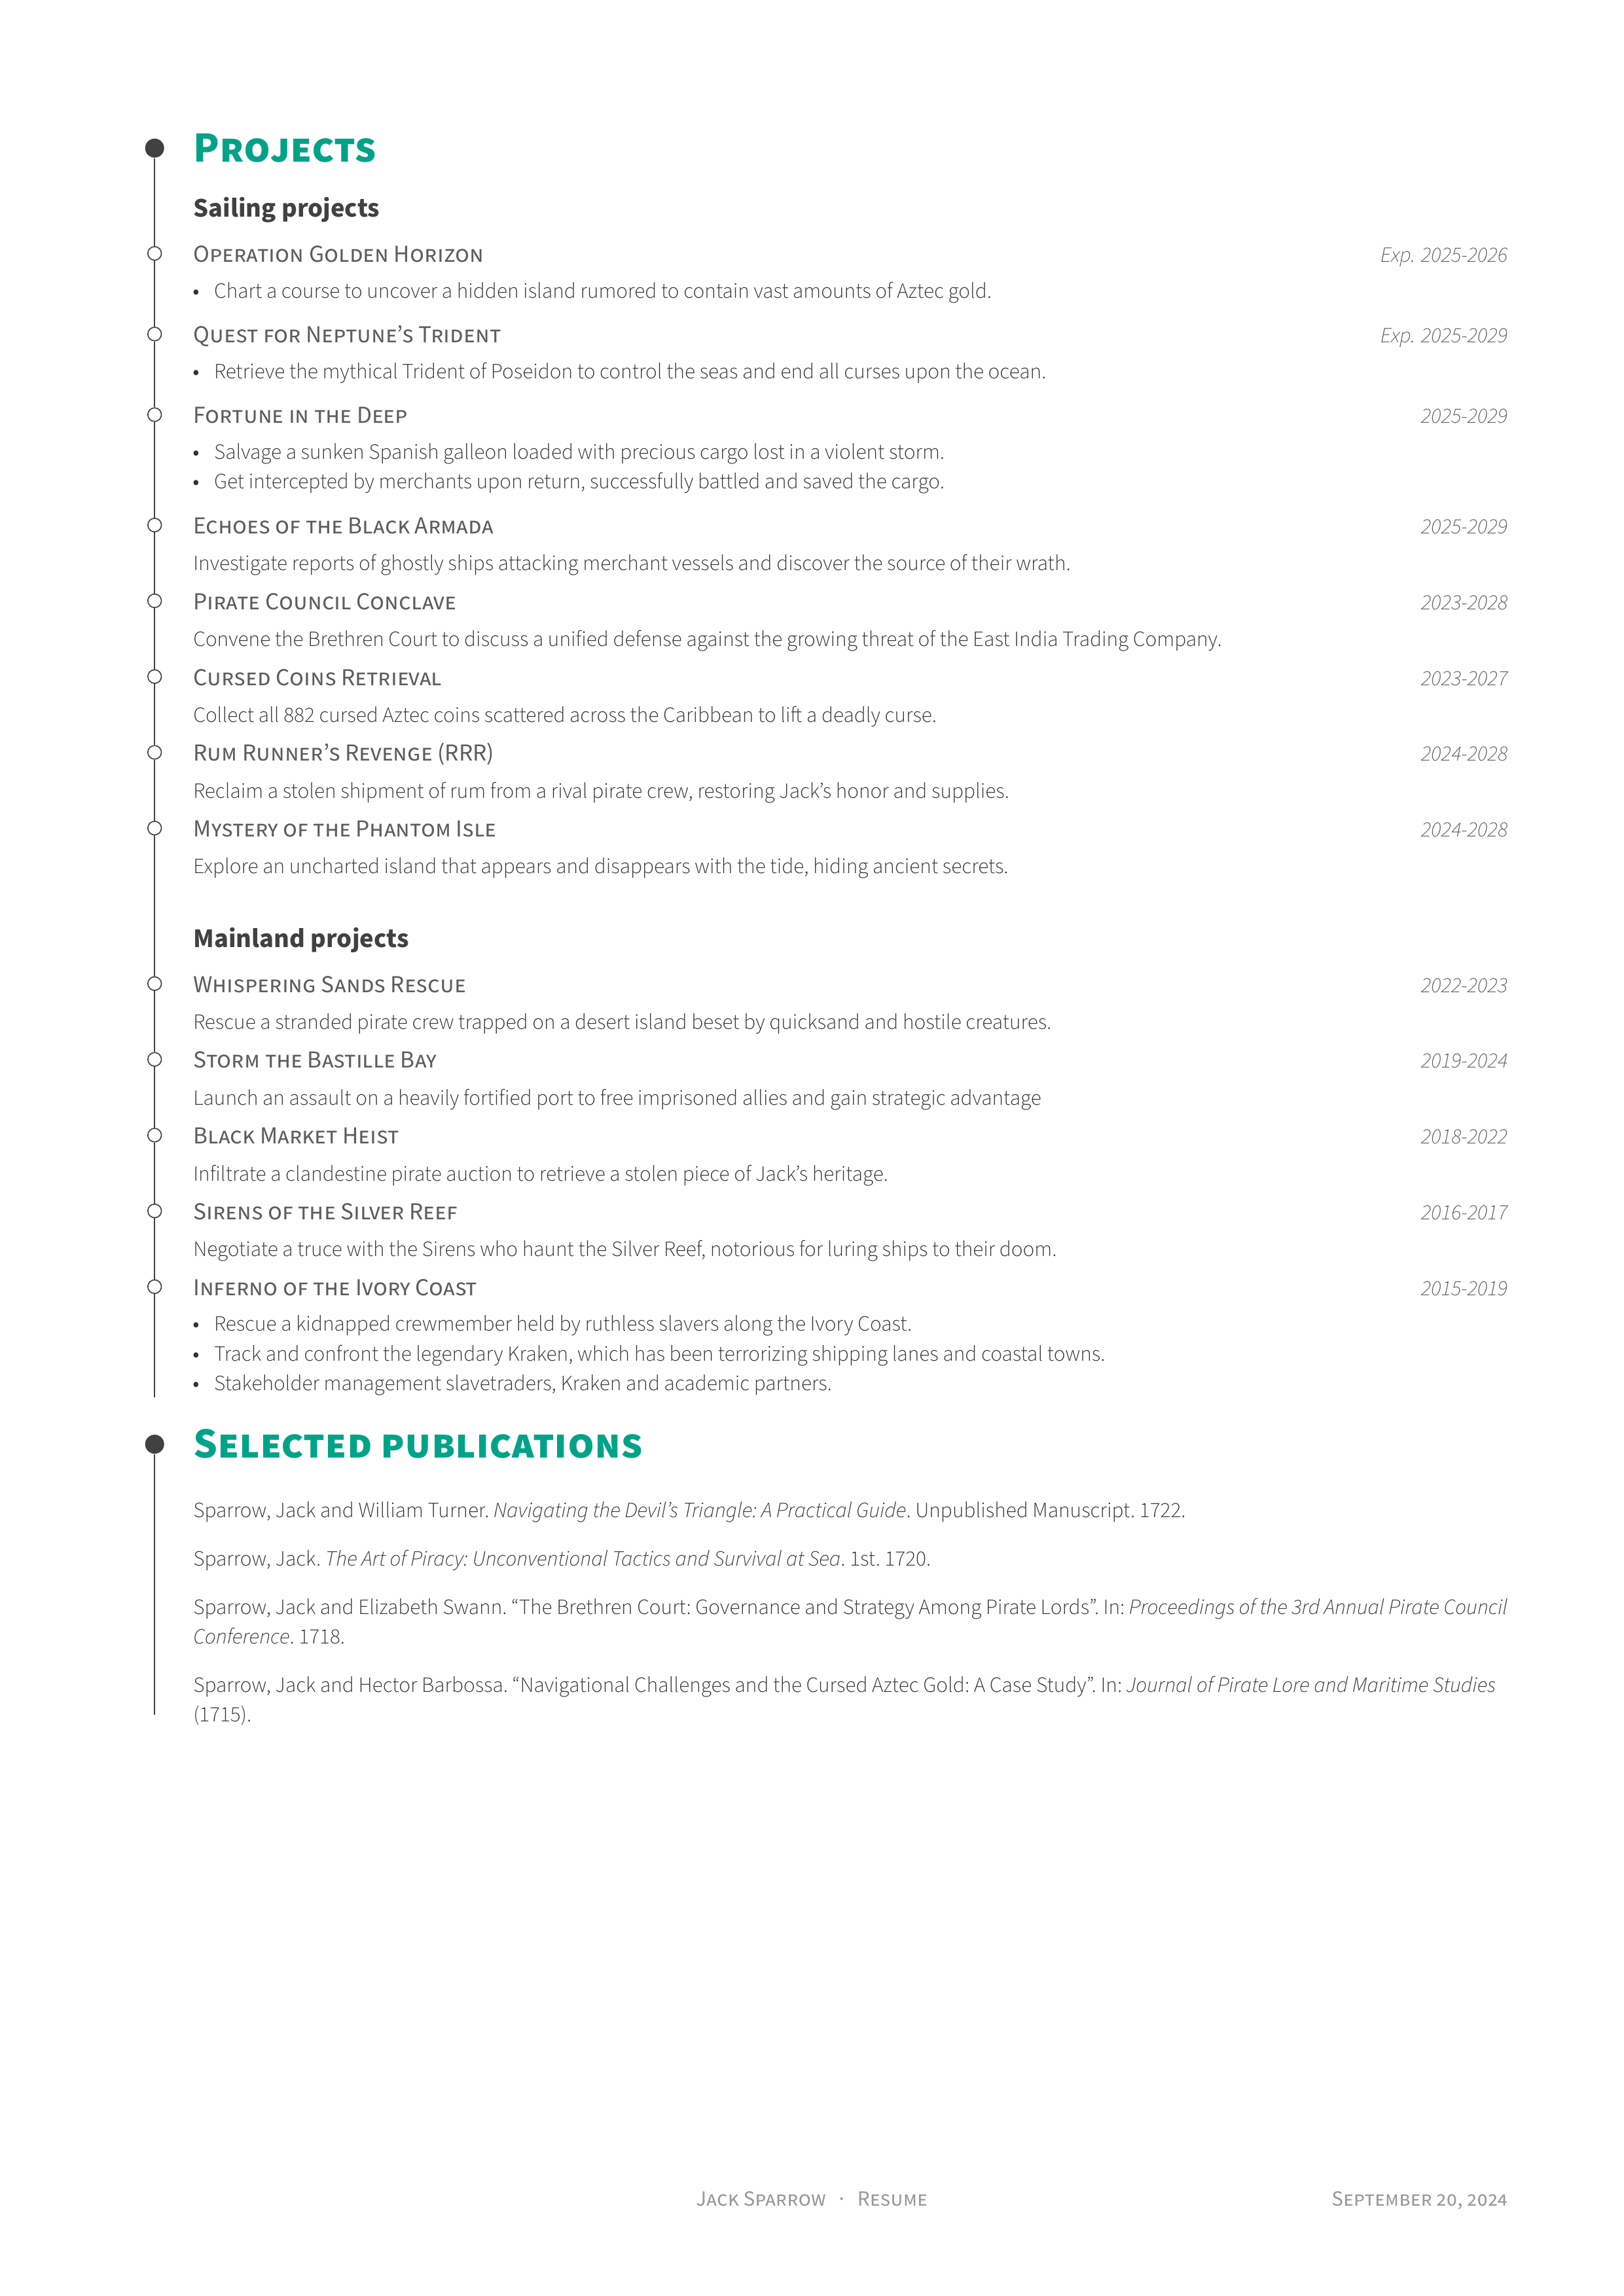 Projects
Sailing projects
Operation Golden Horizon Exp. 2025-2026
• Chart a course to uncover a hidden island rumored to contain vast amounts of Aztec gold.
Quest for Neptune’s Trident Exp. 2025-2029
• Retrieve the mythical Trident of Poseidon to control the seas and end all curses upon the ocean.
Fortune in the Deep 2025-2029
• Salvage a sunken Spanish galleon loaded with precious cargo lost in a violent storm.
• Get intercepted by merchants upon return, successfully battled and saved the cargo.
Echoes of the Black Armada 2025-2029
Investigate reports of ghostly ships attacking merchant vessels and discover the source of their wrath.
Pirate Council Conclave 2023-2028
Convene the Brethren Court to discuss a unified defense against the growing threat of the East India Trading Company.
Cursed Coins Retrieval 2023-2027
Collect all 882 cursed Aztec coins scattered across the Caribbean to lift a deadly curse.
Rum Runner’s Revenge (RRR) 2024-2028
Reclaim a stolen shipment of rum from a rival pirate crew, restoring Jack’s honor and supplies.
Mystery of the Phantom Isle 2024-2028
Explore an uncharted island that appears and disappears with the tide, hiding ancient secrets.
Mainland projects
Whispering Sands Rescue 2022-2023
Rescue a stranded pirate crew trapped on a desert island beset by quicksand and hostile creatures.
Storm the Bastille Bay 2019-2024
Launch an assault on a heavily fortified port to free imprisoned allies and gain strategic advantage
Black Market Heist 2018-2022
Infiltrate a clandestine pirate auction to retrieve a stolen piece of Jack’s heritage.
Sirens of the Silver Reef 2016-2017
Negotiate a truce with the Sirens who haunt the Silver Reef, notorious for luring ships to their doom.
Inferno of the Ivory Coast 2015-2019
• Rescue a kidnapped crewmember held by ruthless slavers along the Ivory Coast.
• Track and confront the legendary Kraken, which has been terrorizing shipping lanes and coastal towns.
• Stakeholder management slavetraders, Kraken and academic partners.
Selected publications
Sparrow, Jack and William Turner. Navigating the Devil’s Triangle: A Practical Guide. Unpublished Manuscript. 1722.
Sparrow, Jack. The Art of Piracy: Unconventional Tactics and Survival at Sea. 1st. 1720.
Sparrow, Jack and Elizabeth Swann. “The Brethren Court: Governance and Strategy Among Pirate Lords”. In: Proceedings of the 3rd Annual Pirate Council
Conference. 1718.
Sparrow, Jack and Hector Barbossa. “Navigational Challenges and the Cursed Aztec Gold: A Case Study”. In: Journal of Pirate Lore and Maritime Studies
(1715).
Jack Sparrow · Resume September 20, 2024